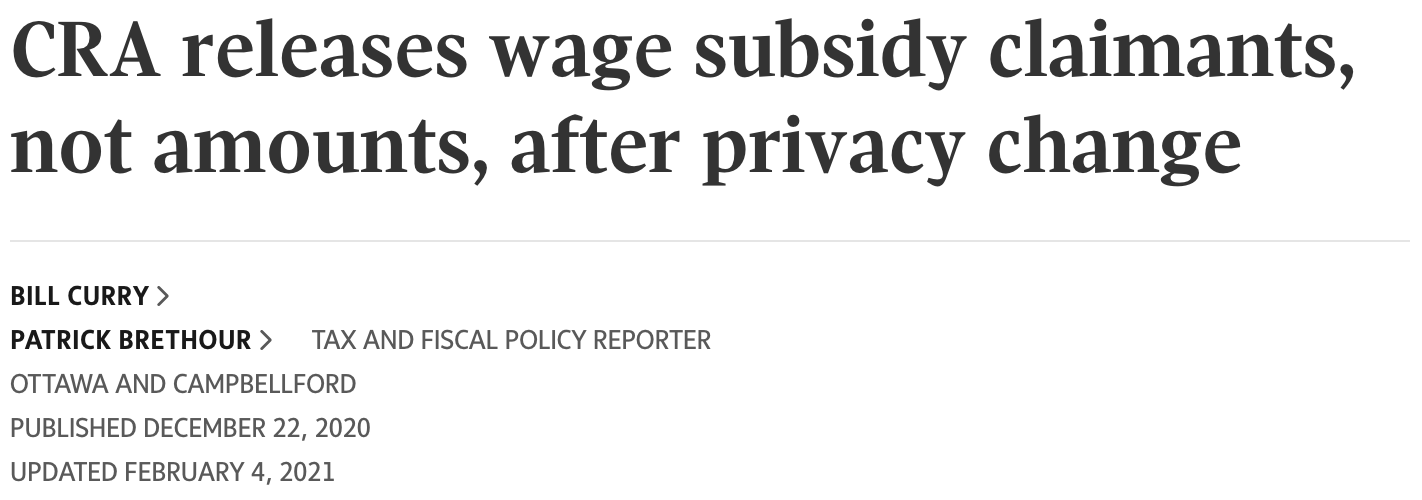 CRA releases wage subsidy claimants,
not amounts, after privacy change
BILL CURRY >
PATRICK BRETHOUR > TAX AND FISCAL POLICY REPORTER
OTTAWA AND CAMPBELLFORD
PUBLISHED DECEMBER 22, 2020
UPDATED FEBRUARY 4, 2021